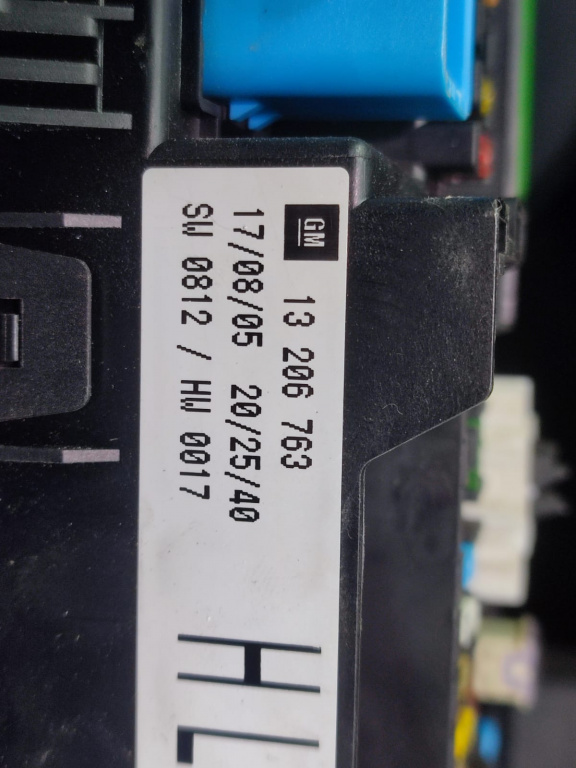 GM 13 206 763
17/08/05 20/25/40
SW 0812 / HW 0017
HL